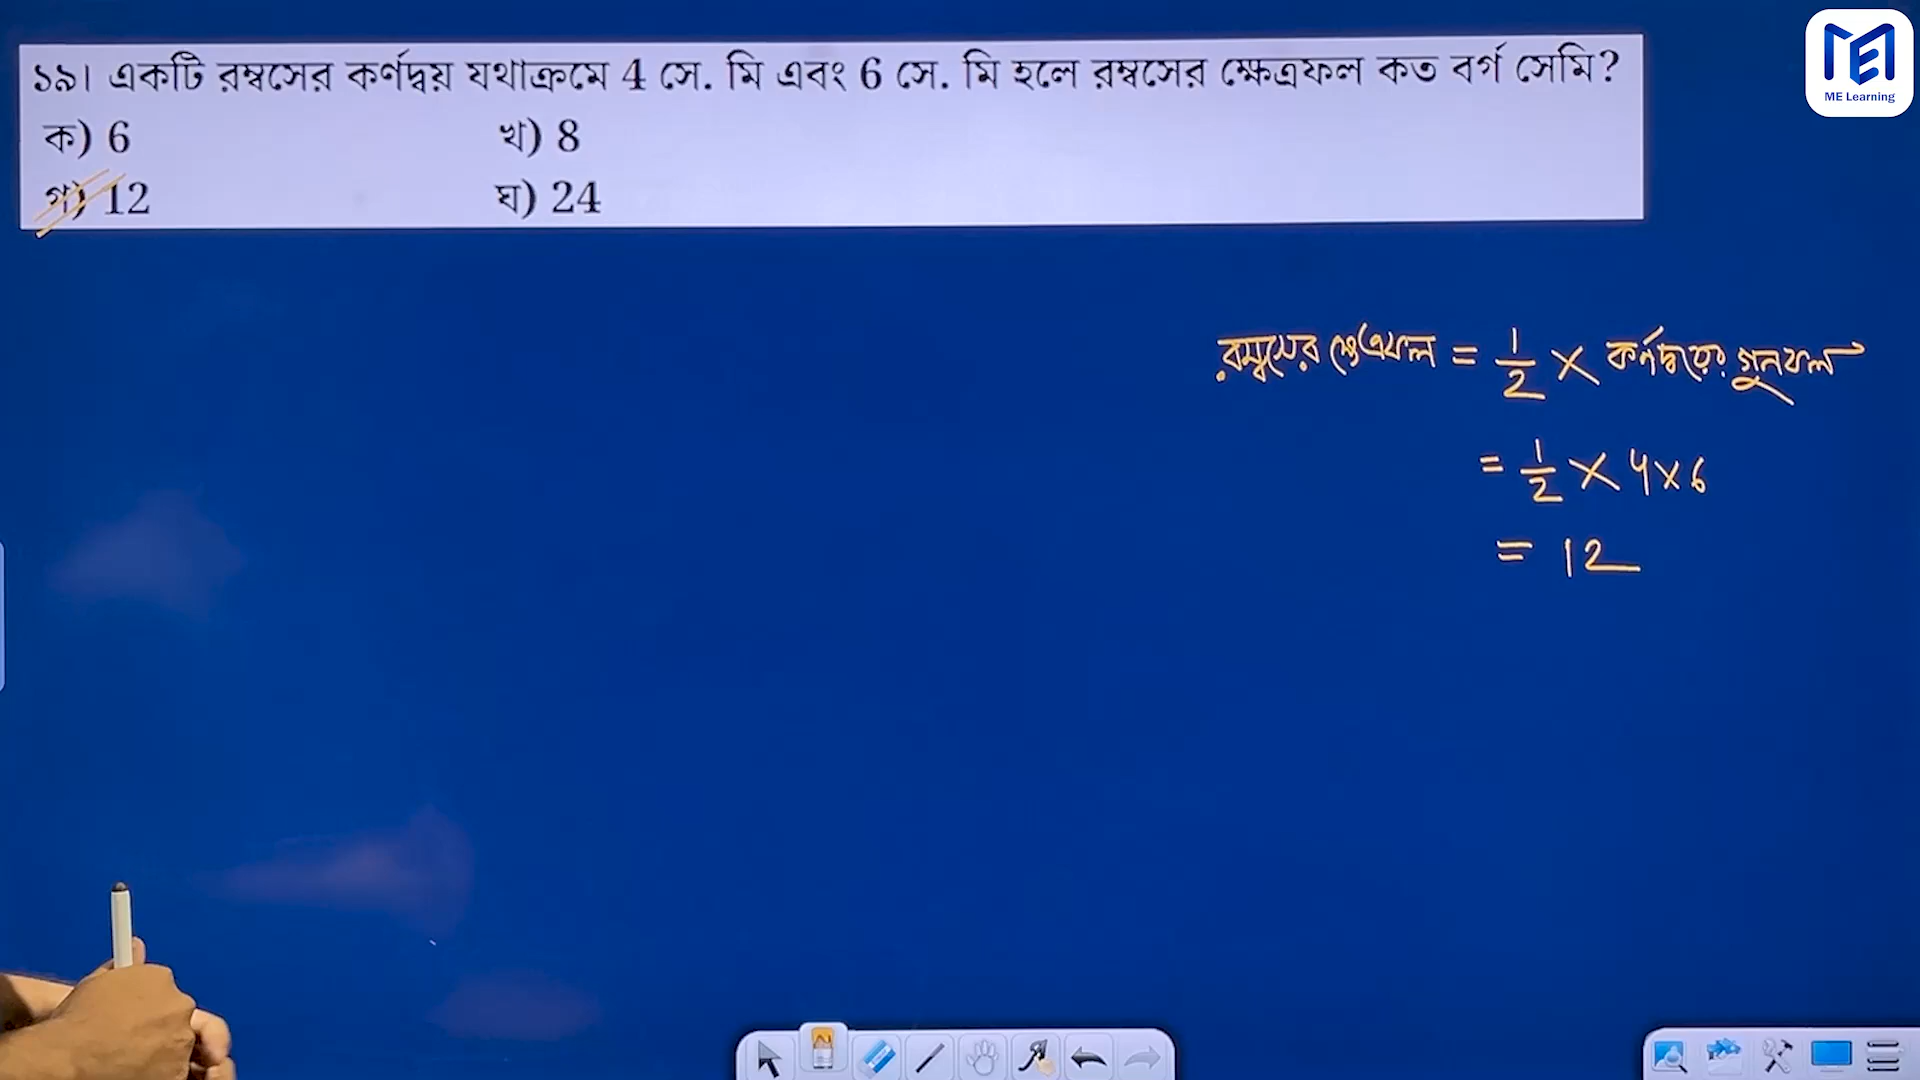 ME Learning
১৯। একটি রম্বসের কর্ণদ্বয় যথাক্রমে 4 সে. মি এবং 6 সে. মি হলে রম্বসের ক্ষেত্রফল কত বর্গ সেমি?
ক) 6 খ) 8
গ) 12 ঘ) 24
রম্বসের ক্ষেত্রফল = 1/2 × কর্ণদ্বয়ের গুনফল
= 1/2 × 4×6
= 12